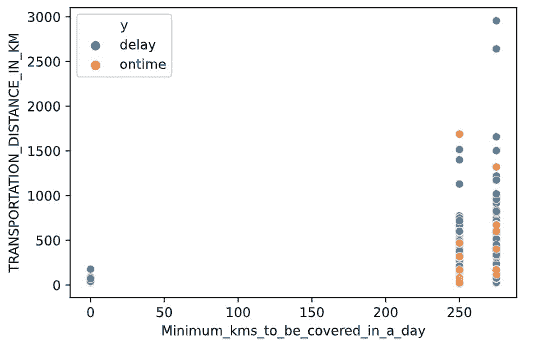 y
delay
ontime
TRANSPORTATION_DISTANCE_IN_KM
3000
2500
2000
1500
1000
500
0
0 50 100 150 200 250
Minimum_kms_to_be_covered_in_a_day